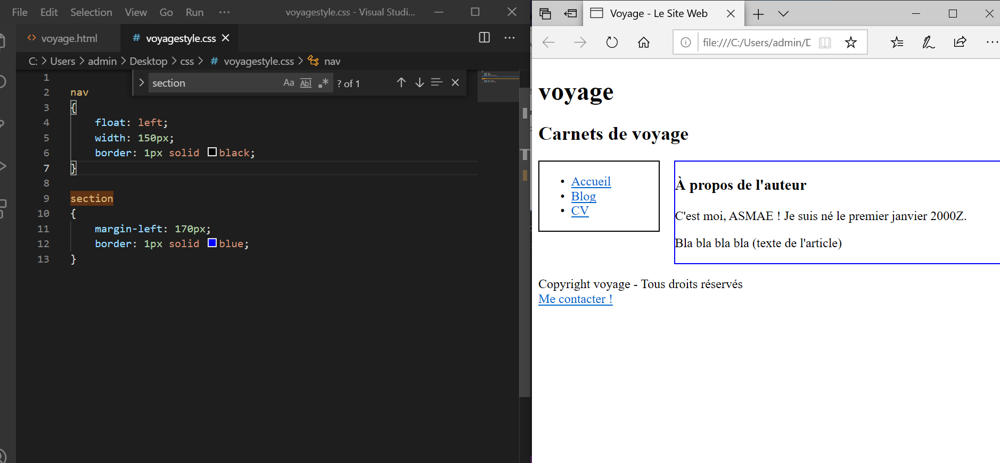 File Edit Selection View Go Run ··· voyagestyle.css - Visual Studi...
<> voyage.html # voyagestyle.css
C: > Users > admin > Desktop > css > # voyagestyle.css > nav
section Aa Abl .* ? of 1
1
2 nav
3 {
4 float: left;
5 width: 150px;
6 border: 1px solid black;
7 }
8
9 section
10 {
11 margin-left: 170px;
12 border: 1px solid blue;
13 }
Voyage - Le Site Web
file:///C:/Users/admin/D
voyage
Carnets de voyage
• Accueil
• Blog
• CV
À propos de l'auteur
C'est moi, ASMAE ! Je suis né le premier janvier 2000Z.
Bla bla bla bla (texte de l'article)
Copyright voyage - Tous droits réservés
Me contacter !